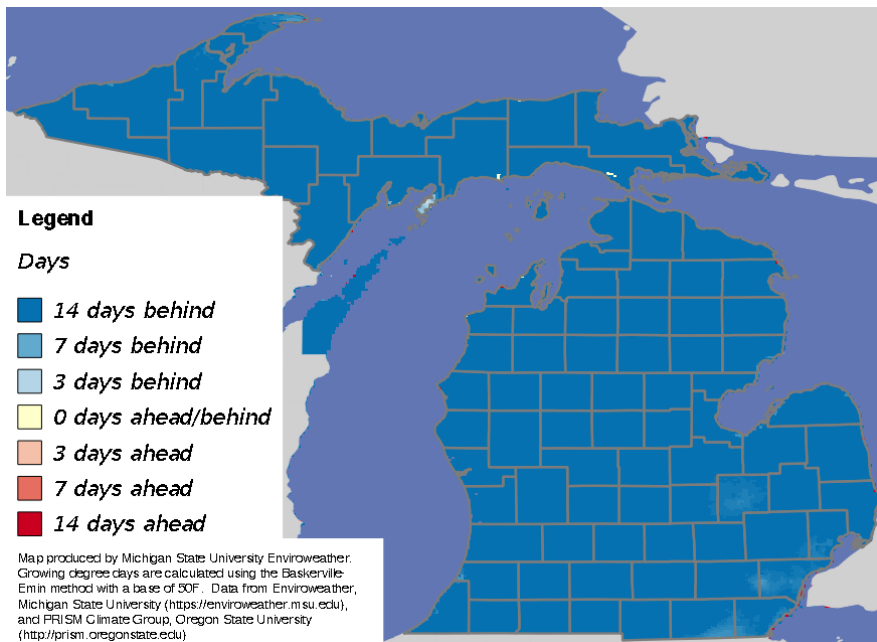 Legend
Days
14 days behind
7 days behind
3 days behind
0 days ahead/behind
3 days ahead
7 days ahead
14 days ahead
Map produced by Michigan State University Enviroweather.
Growing degree days are calculated using the Baskerville-
Emin method with a base of 50F. Data from Enviroweather,
Michigan State University (https://enviroweather.msu.edu),
and PRISM Climate Group, Oregon State University
(http://prism.oregonstate.edu)